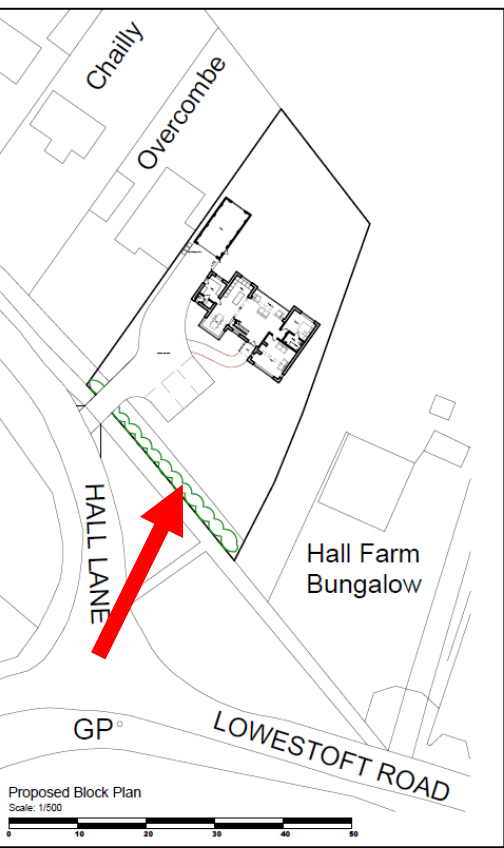 Chailly
Overcombe
HALL LANE
Hall Farm
Bungalow
GP
LOWESTOFT ROAD
Proposed Block Plan
Scale: 1/500
0 10 20 30 40 50